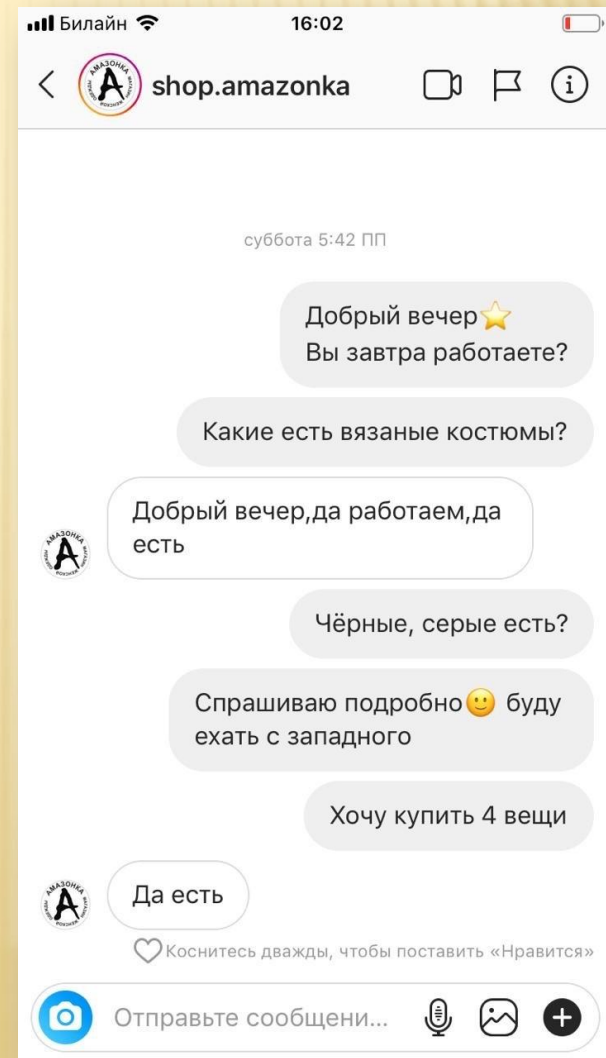 Билайн 16:02
shop.amazonka
суббота 5:42 ПП
Добрый вечер⭐
Вы завтра работаете?
Какие есть вязаные костюмы?
Добрый вечер,да работаем,да
есть
АМАЗОНКА
А
Чёрные, серые есть?
Спрашиваю подробно🙂 буду
ехать с западного
Хочу купить 4 вещи
Да есть
АМАЗОНКА
А
Коснитесь дважды, чтобы поставить «Нравится»
Отправьте сообщени...